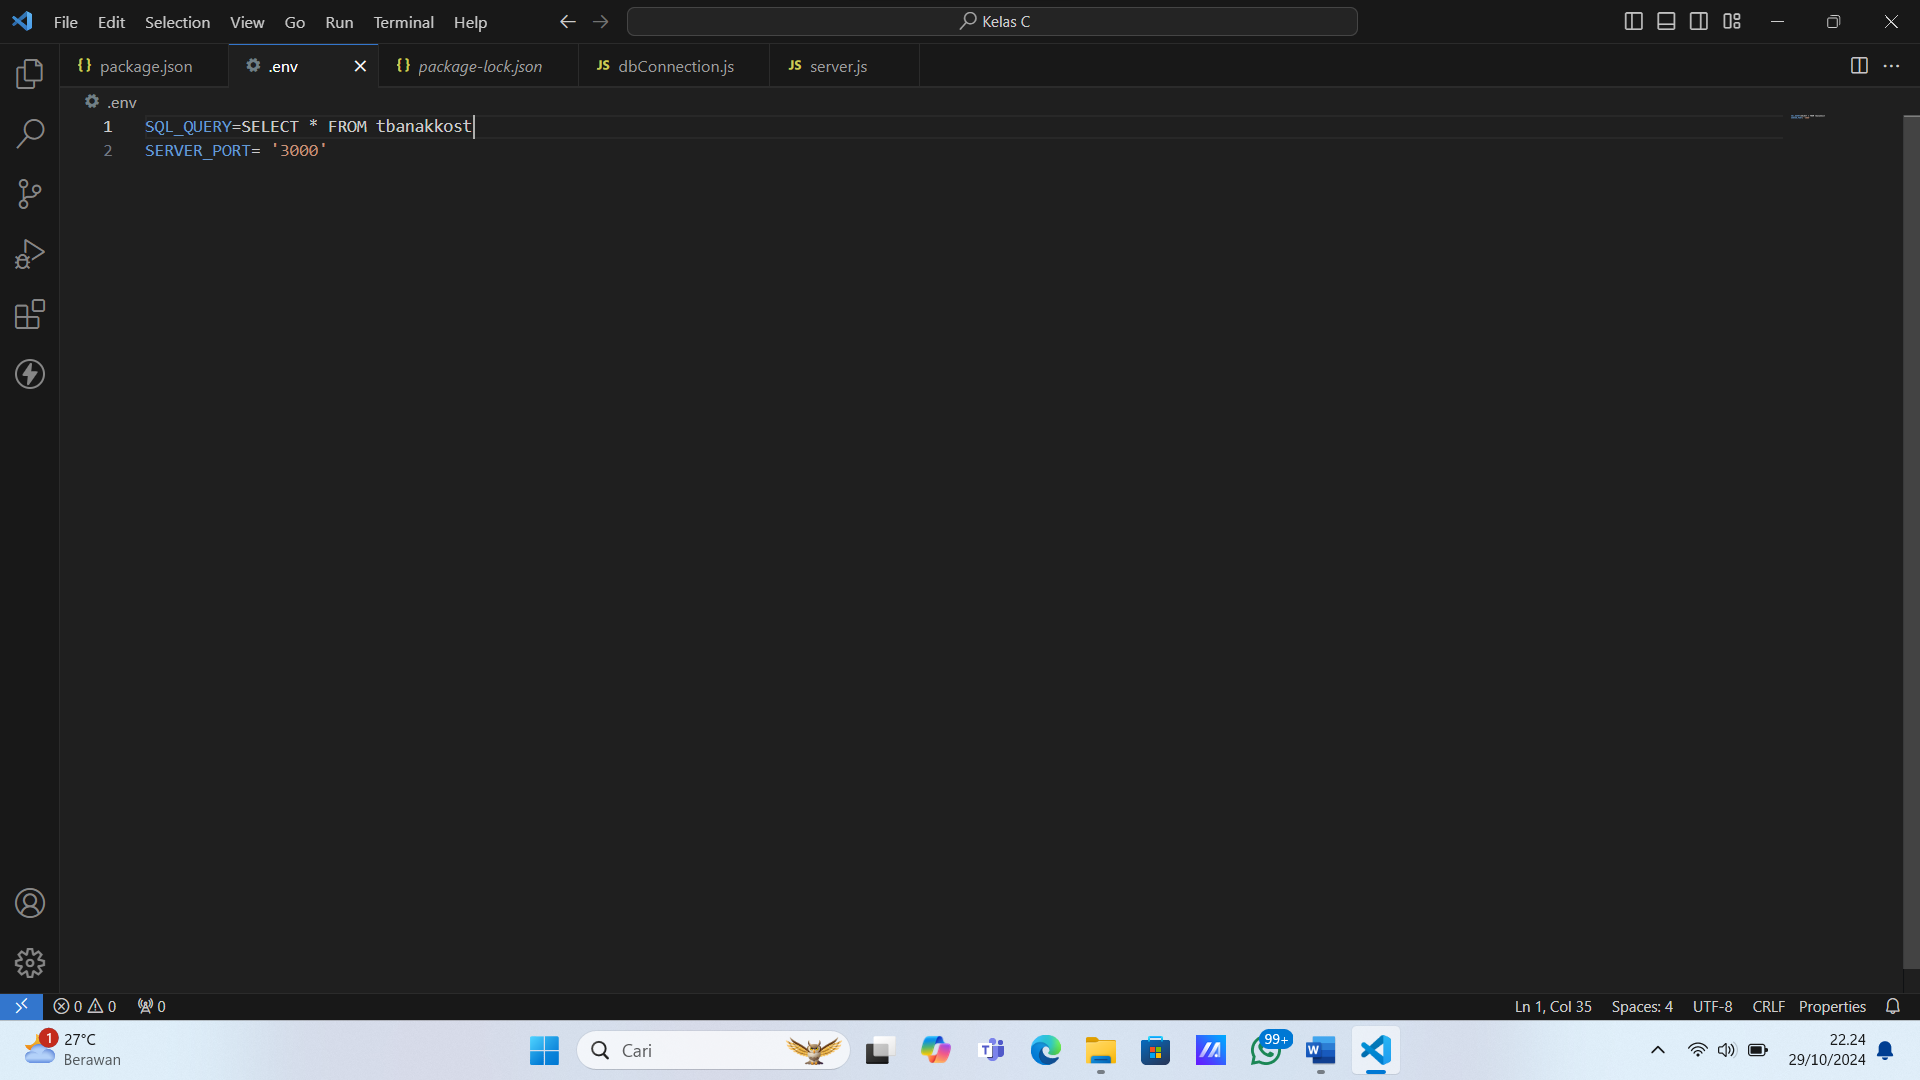 File Edit Selection View Go Run Terminal Help Kelas C
{} package.json .env {} package-lock.json JS dbConnection.js JS server.js
.env
1 SQL_QUERY=SELECT * FROM tbanakkost
2 SERVER_PORT= '3000'
0 0 0 Ln 1, Col 35 Spaces: 4 UTF-8 CRLF Properties
1 27°C
Berawan
Cari
99+
22.24
29/10/2024